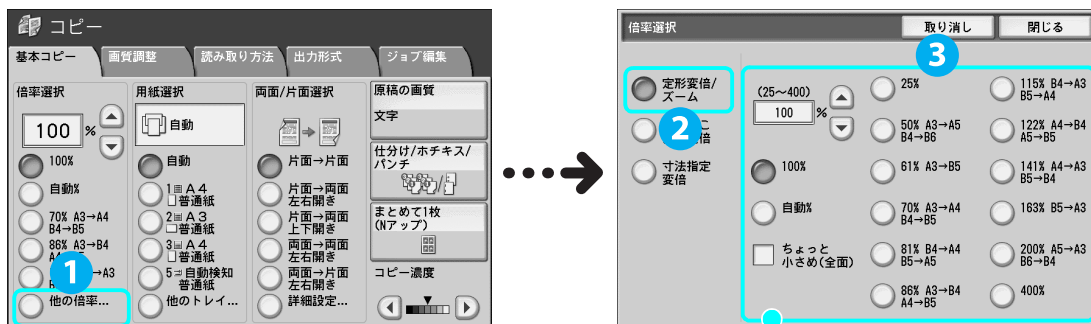 コピー
基本コピー
画質調整
読み取り方法
出力形式
ジョブ編集
倍率選択
100 %
100%
自動%
70% A3→A4
B4→B5
86% A3→B4
→A3
他の倍率...
1
用紙選択
自動
自動
1 A4
普通紙
2 A3
普通紙
3 A4
普通紙
5 自動検知
普通紙
他のトレイ...
両面/片面選択
片面→片面
片面→両面
左右開き
片面→両面
上下開き
両面→両面
左右開き
両面→片面
左右開き
詳細設定...
原稿の画質
文字
仕分け/ホチキス/
パンチ
まとめて1枚
(Nアップ)
コピー濃度
倍率選択
取り消し
閉じる
3
定形変倍/
ズーム
2
寸法指定
変倍
(25~400)
100 %
100%
自動%
ちょっと
小さめ(全面)
25%
50% A3→A5
B4→B6
61% A3→B5
70% A3→A4
B4→B5
81% B4→A4
B5→A5
86% A3→B4
A4→B5
115% B4→A3
B5→A4
122% A4→B4
A5→B5
141% A4→A3
B5→B4
163% B5→A3
200% A5→A3
B6→B4
400%